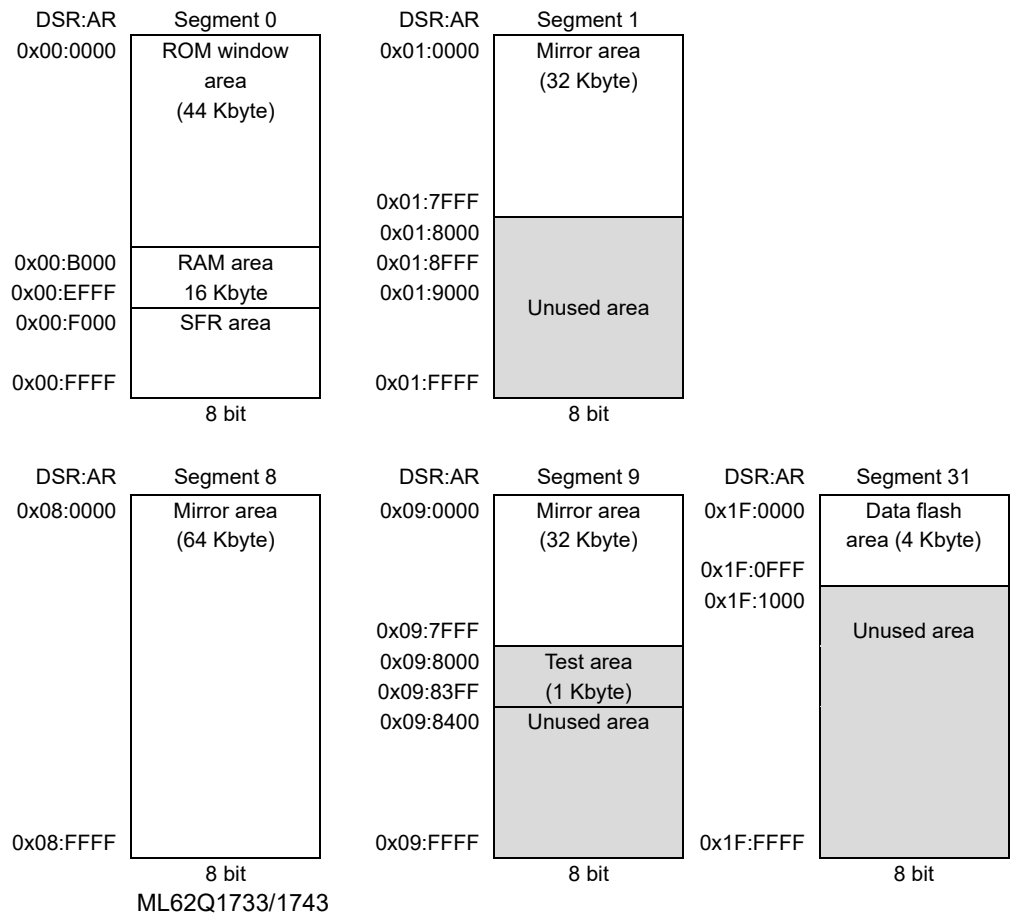 DSR:AR Segment 0
0x00:0000 ROM window
area
(44 Kbyte)
0x00:B000 RAM area
0x00:EFFF 16 Kbyte
0x00:F000 SFR area
0x00:FFFF
8 bit
DSR:AR Segment 1
0x01:0000 Mirror area
(32 Kbyte)
0x01:7FFF
0x01:8000
0x01:8FFF
0x01:9000
Unused area
0x01:FFFF
8 bit
DSR:AR Segment 8
0x08:0000 Mirror area
(64 Kbyte)
0x08:FFFF
8 bit
DSR:AR Segment 9
0x09:0000 Mirror area
(32 Kbyte)
0x09:7FFF
0x09:8000 Test area
0x09:83FF (1 Kbyte)
0x09:8400 Unused area
0x09:FFFF
8 bit
DSR:AR Segment 31
0x1F:0000 Data flash
area (4 Kbyte)
0x1F:0FFF
0x1F:1000
Unused area
0x1F:FFFF
8 bit
ML62Q1733/1743